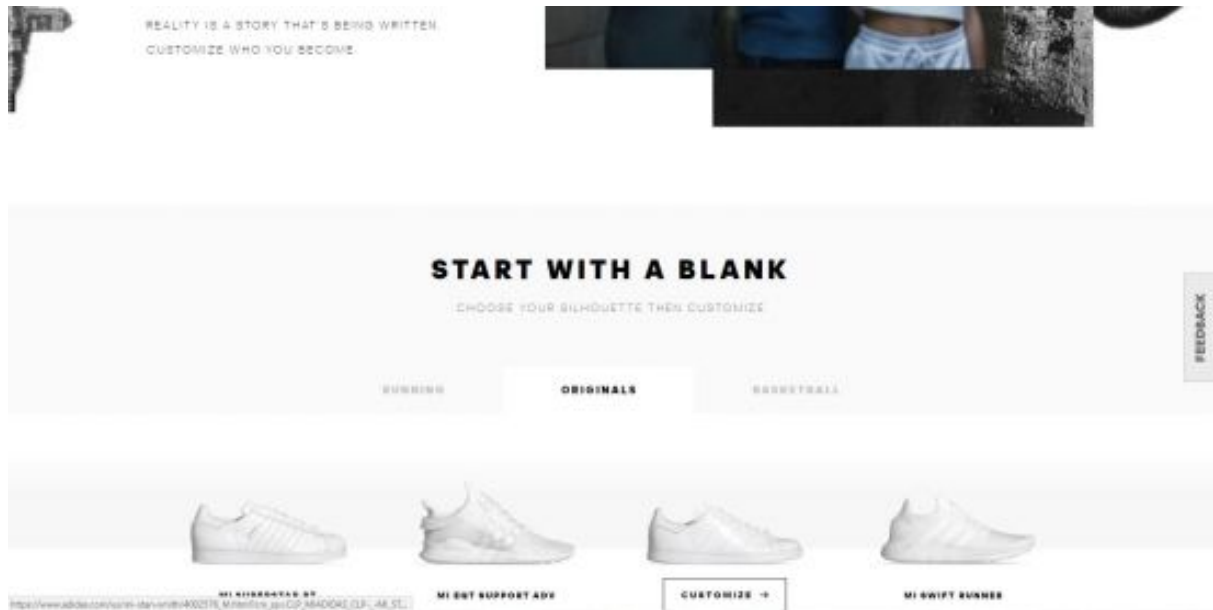 REALITY IS A STORY THAT'S BEING WRITTEN.
CUSTOMIZE WHO YOU BECOME.
START WITH A BLANK
CHOOSE YOUR SILHOUETTE THEN CUSTOMIZE
FEEDBACK
RUNNING
ORIGINALS
BASKETBALL
MI EQT SUPPORT ADV
CUSTOMIZE →
MI SWIFT RUNNER